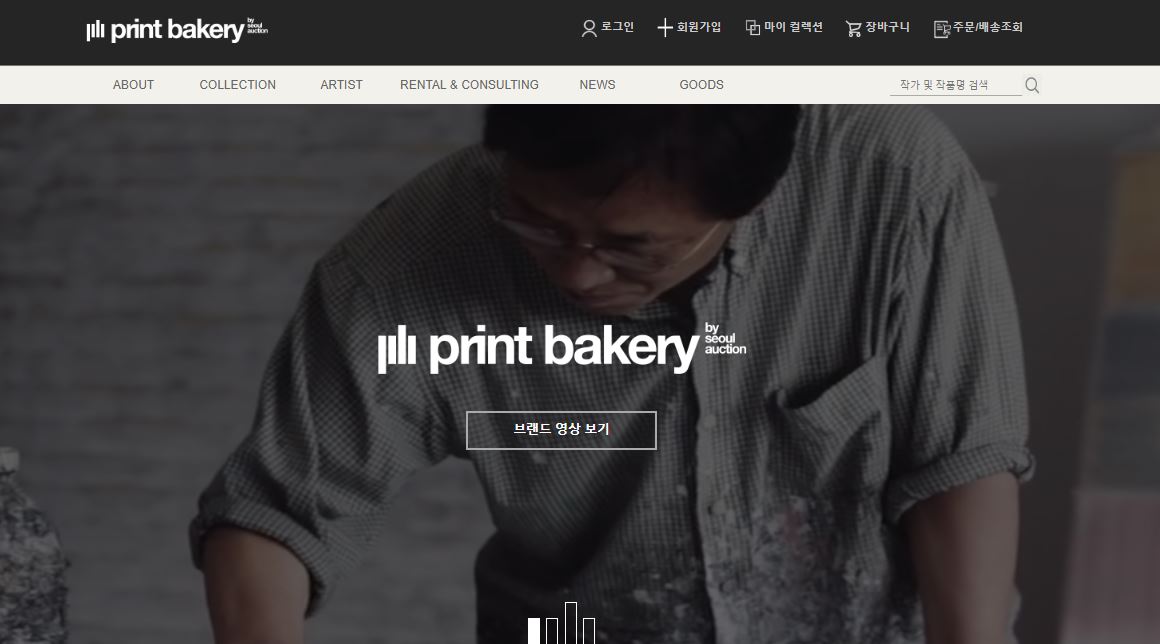 print bakery by seoul auction
로그인
회원가입
마이 컬렉션
장바구니
주문/배송조회
ABOUT
COLLECTION
ARTIST
RENTAL & CONSULTING
NEWS
GOODS
작가 및 작품명 검색
print bakery by seoul auction
브랜드 영상 보기